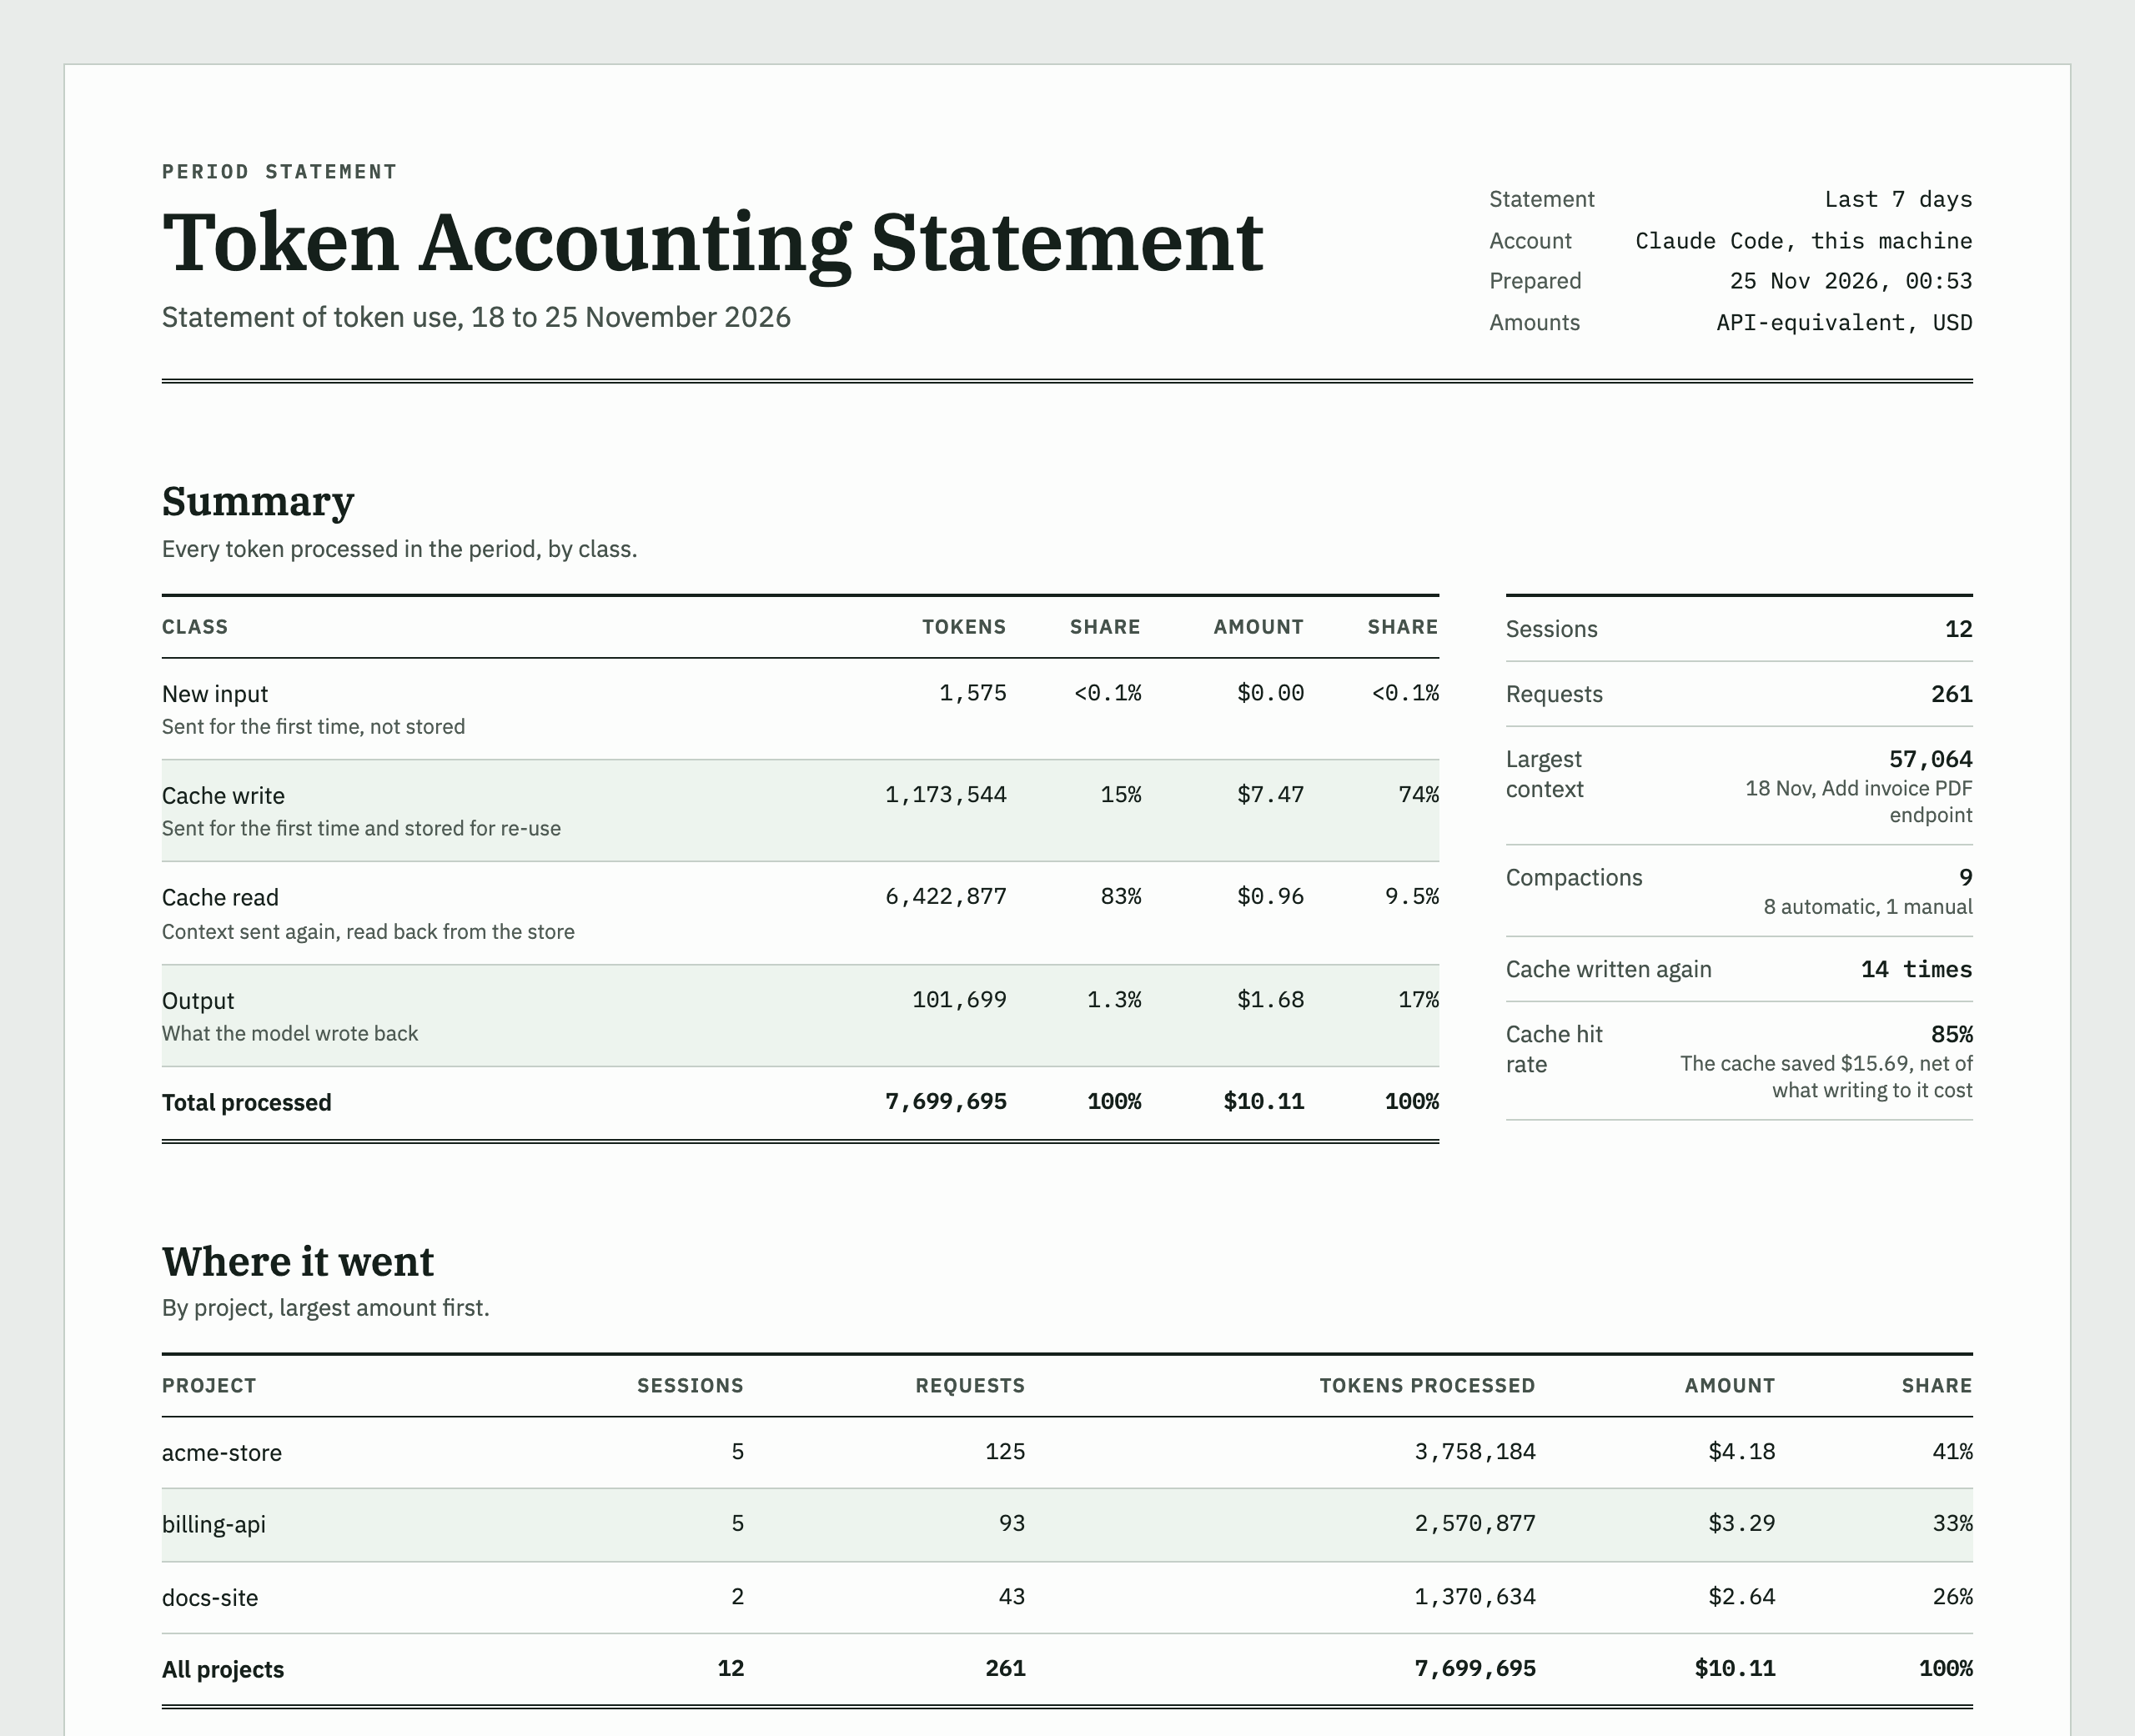 PERIOD STATEMENT
Token Accounting Statement
Statement of token use, 18 to 25 November 2026
Statement Last 7 days
Account Claude Code, this machine
Prepared 25 Nov 2026, 00:53
Amounts API-equivalent, USD
Summary
Every token processed in the period, by class.
CLASS TOKENS SHARE AMOUNT SHARE
New input 1,575 <0.1% $0.00 <0.1%
Sent for the first time, not stored
Cache write 1,173,544 15% $7.47 74%
Sent for the first time and stored for re-use
Cache read 6,422,877 83% $0.96 9.5%
Context sent again, read back from the store
Output 101,699 1.3% $1.68 17%
What the model wrote back
Total processed 7,699,695 100% $10.11 100%
Sessions 12
Requests 261
Largest 57,064
context 18 Nov, Add invoice PDF
endpoint
Compactions 9
8 automatic, 1 manual
Cache written again 14 times
Cache hit 85%
rate The cache saved $15.69, net of
what writing to it cost
Where it went
By project, largest amount first.
PROJECT SESSIONS REQUESTS TOKENS PROCESSED AMOUNT SHARE
acme-store 5 125 3,758,184 $4.18 41%
billing-api 5 93 2,570,877 $3.29 33%
docs-site 2 43 1,370,634 $2.64 26%
All projects 12 261 7,699,695 $10.11 100%